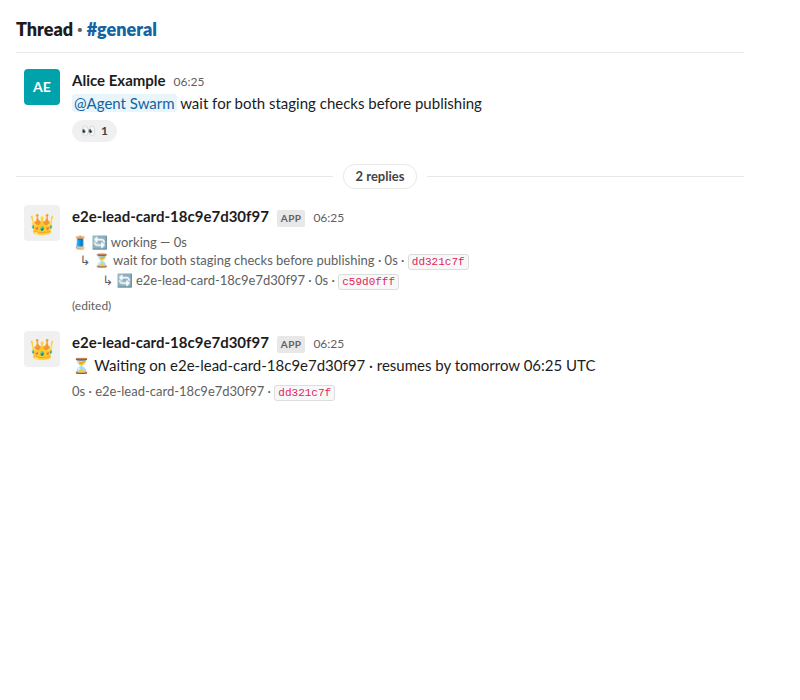 Thread • #general
AE
Alice Example 06:25
@Agent Swarm wait for both staging checks before publishing
👀 1
2 replies
e2e-lead-card-18c9e7d30f97 APP 06:25
🧵 🔄 working — 0s
↳ ⏳ wait for both staging checks before publishing · 0s · dd321c7f
↳ 🔄 e2e-lead-card-18c9e7d30f97 · 0s · c59d0fff
(edited)
e2e-lead-card-18c9e7d30f97 APP 06:25
⏳ Waiting on e2e-lead-card-18c9e7d30f97 · resumes by tomorrow 06:25 UTC
0s · e2e-lead-card-18c9e7d30f97 · dd321c7f